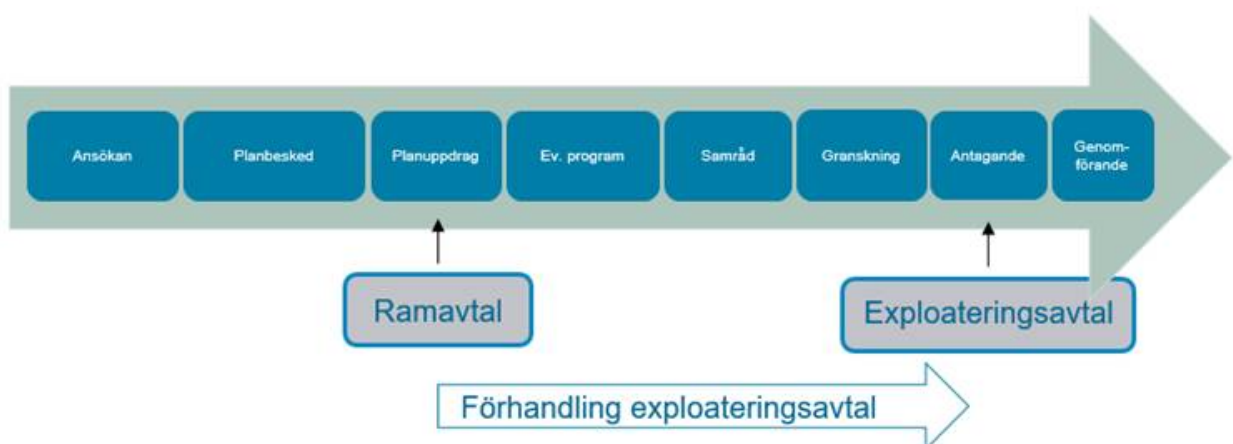 Ansökan
Planbesked
Planuppdrag
Ev. program
Samråd
Granskning
Antagande
Genom-
förande
Ramavtal
Exploateringsavtal
Förhandling exploateringsavtal